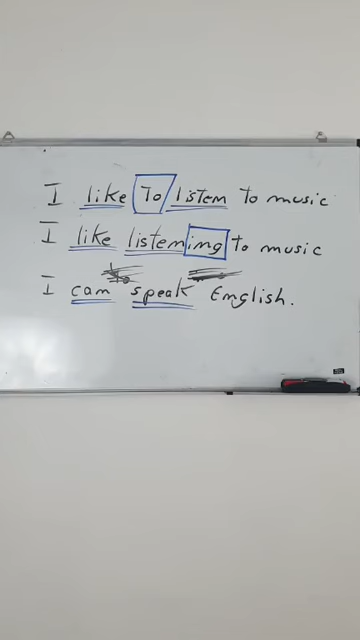 I like To listen to music
I like listening to music
I can speak English.